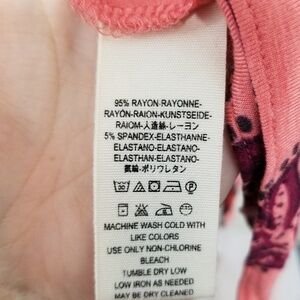 95% RAYON-RAYONNE-
RAYÓN-RAION-KUNSTSEIDE-
RAIOM-人造絲-レーヨン
5% SPANDEX-ELASTHANNE-
ELASTANO-ELASTANO-
ELASTHAN-ELASTANO-
氨綸-ポリウレタン
MACHINE WASH COLD WITH
LIKE COLORS
USE ONLY NON-CHLORINE
BLEACH
TUMBLE DRY LOW
LOW IRON AS NEEDED
MAY BE DRY CLEANED